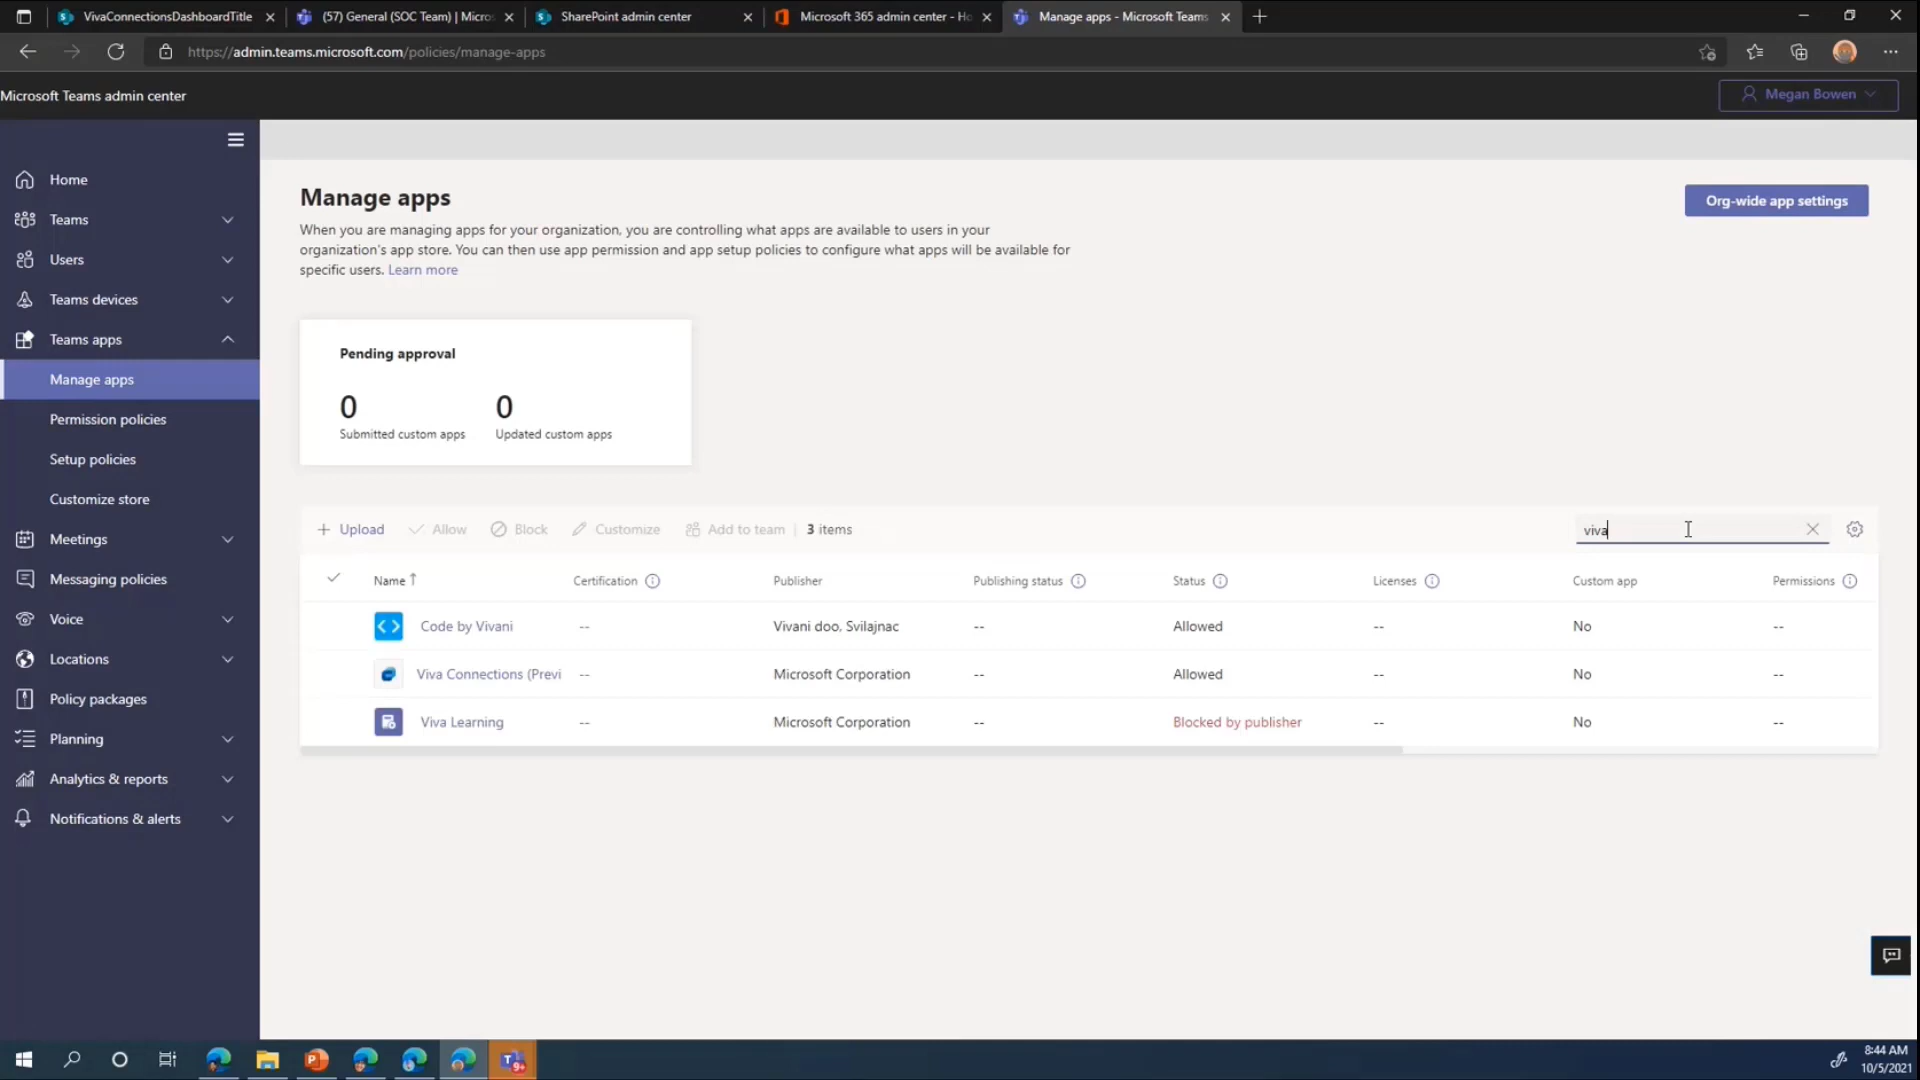 VivaConnectionsDashboardTitle
(57) General (SOC Team) | Micros
SharePoint admin center
Microsoft 365 admin center - Ho
Manage apps - Microsoft Teams
https://admin.teams.microsoft.com/policies/manage-apps
Microsoft Teams admin center
Megan Bowen
Home
Teams
Users
Teams devices
Teams apps
Manage apps
Permission policies
Setup policies
Customize store
Meetings
Messaging policies
Voice
Locations
Policy packages
Planning
Analytics & reports
Notifications & alerts
Manage apps
Org-wide app settings
When you are managing apps for your organization, you are controlling what apps are available to users in your
organization's app store. You can then use app permission and app setup policies to configure what apps will be available for
specific users. Learn more
Pending approval
0 0
Submitted custom apps Updated custom apps
+ Upload Allow Block Customize Add to team | 3 items viva
Name ↑ Certification Publisher Publishing status Status Licenses Custom app Permissions
Code by Vivani -- Vivani doo, Svilajnac -- Allowed -- No --
Viva Connections (Previ -- Microsoft Corporation -- Allowed -- No --
Viva Learning -- Microsoft Corporation -- Blocked by publisher -- No --
9+
8:44 AM
10/5/2021